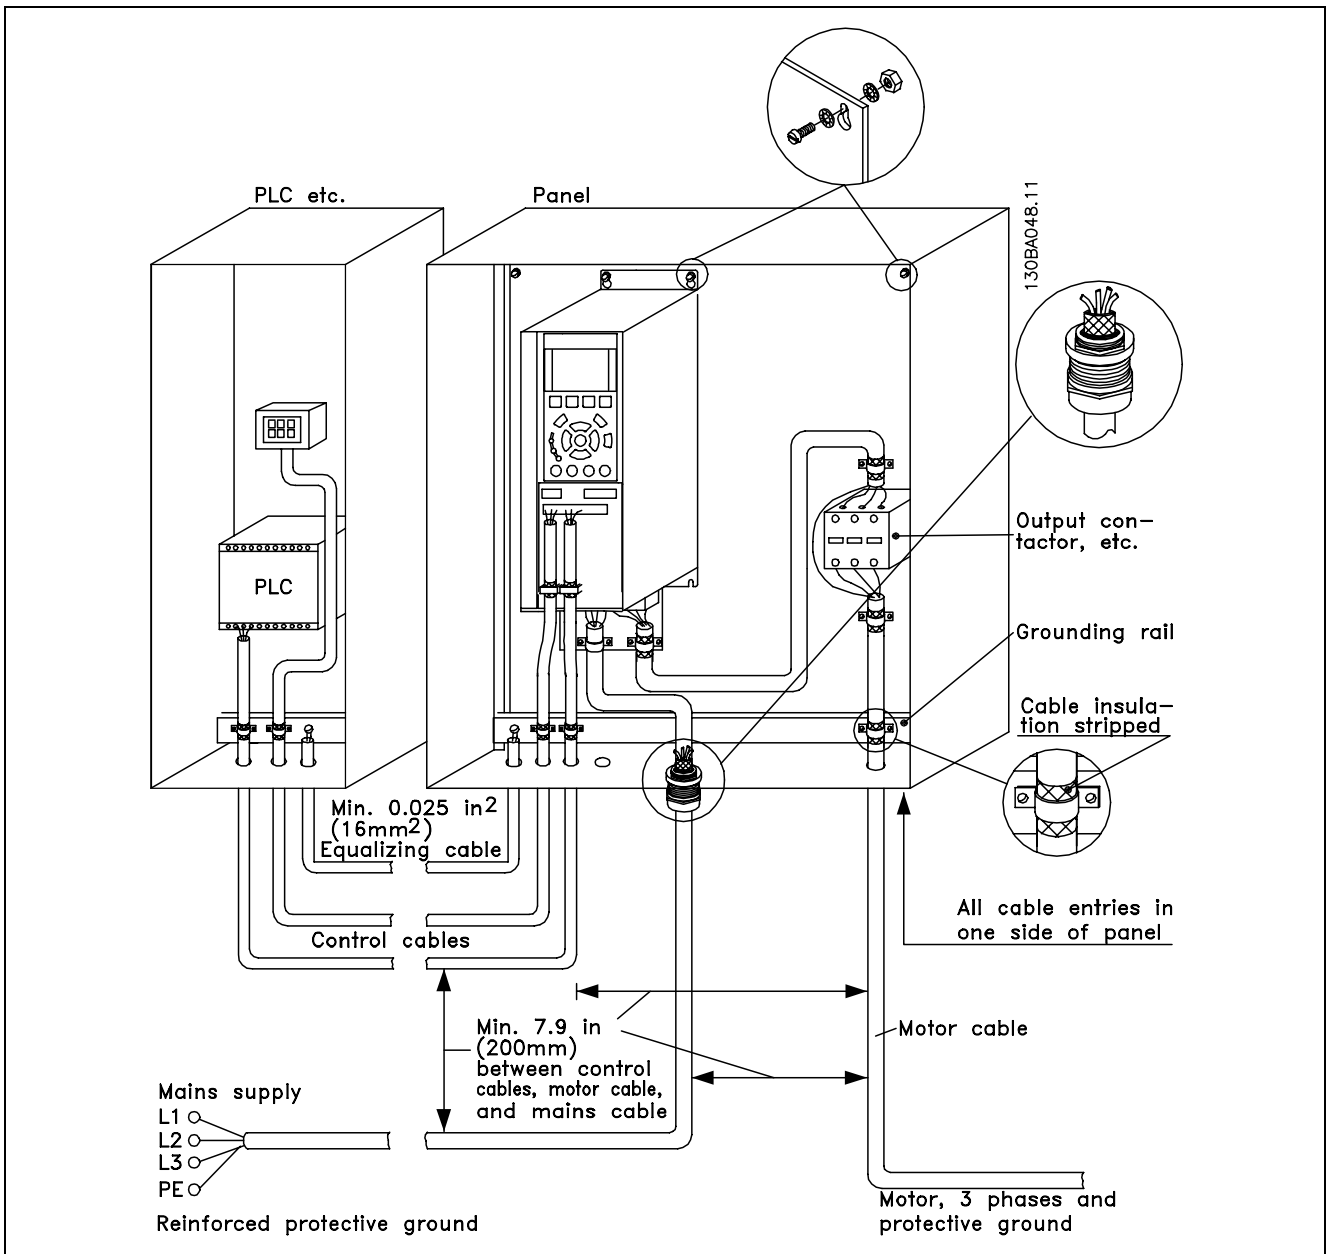 PLC etc.
Panel
130BA048.11
PLC
Output con-
tactor, etc.
Grounding rail
Cable insula-
tion stripped
Min. 0.025 in2
(16mm2)
Equalizing cable
All cable entries in
one side of panel
Control cables
Min. 7.9 in
(200mm)
between control
cables, motor cable,
and mains cable
Motor cable
Mains supply
L1
L2
L3
PE
Reinforced protective ground
Motor, 3 phases and
protective ground